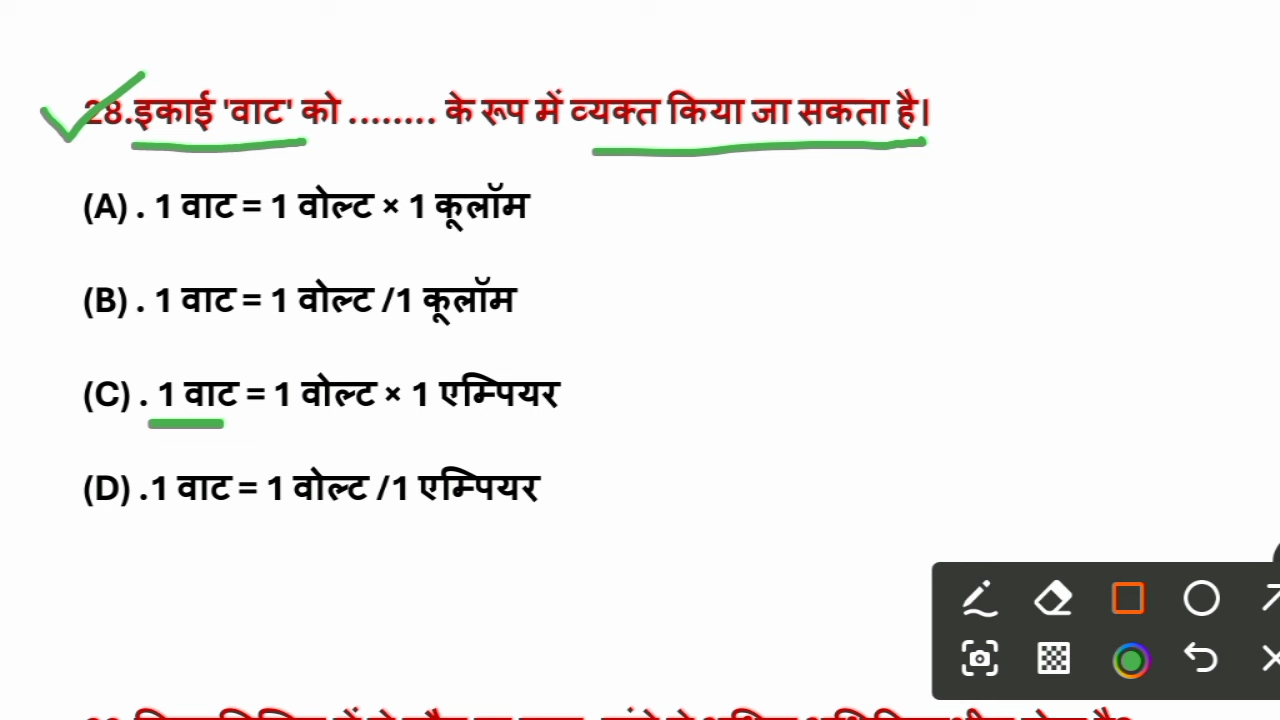 28.इकाई 'वाट' को ........ के रूप में व्यक्त किया जा सकता है।
(A) . 1 वाट = 1 वोल्ट × 1 कूलॉम
(B) . 1 वाट = 1 वोल्ट /1 कूलॉम
(C) . 1 वाट = 1 वोल्ट × 1 एम्पियर
(D) .1 वाट = 1 वोल्ट /1 एम्पियर